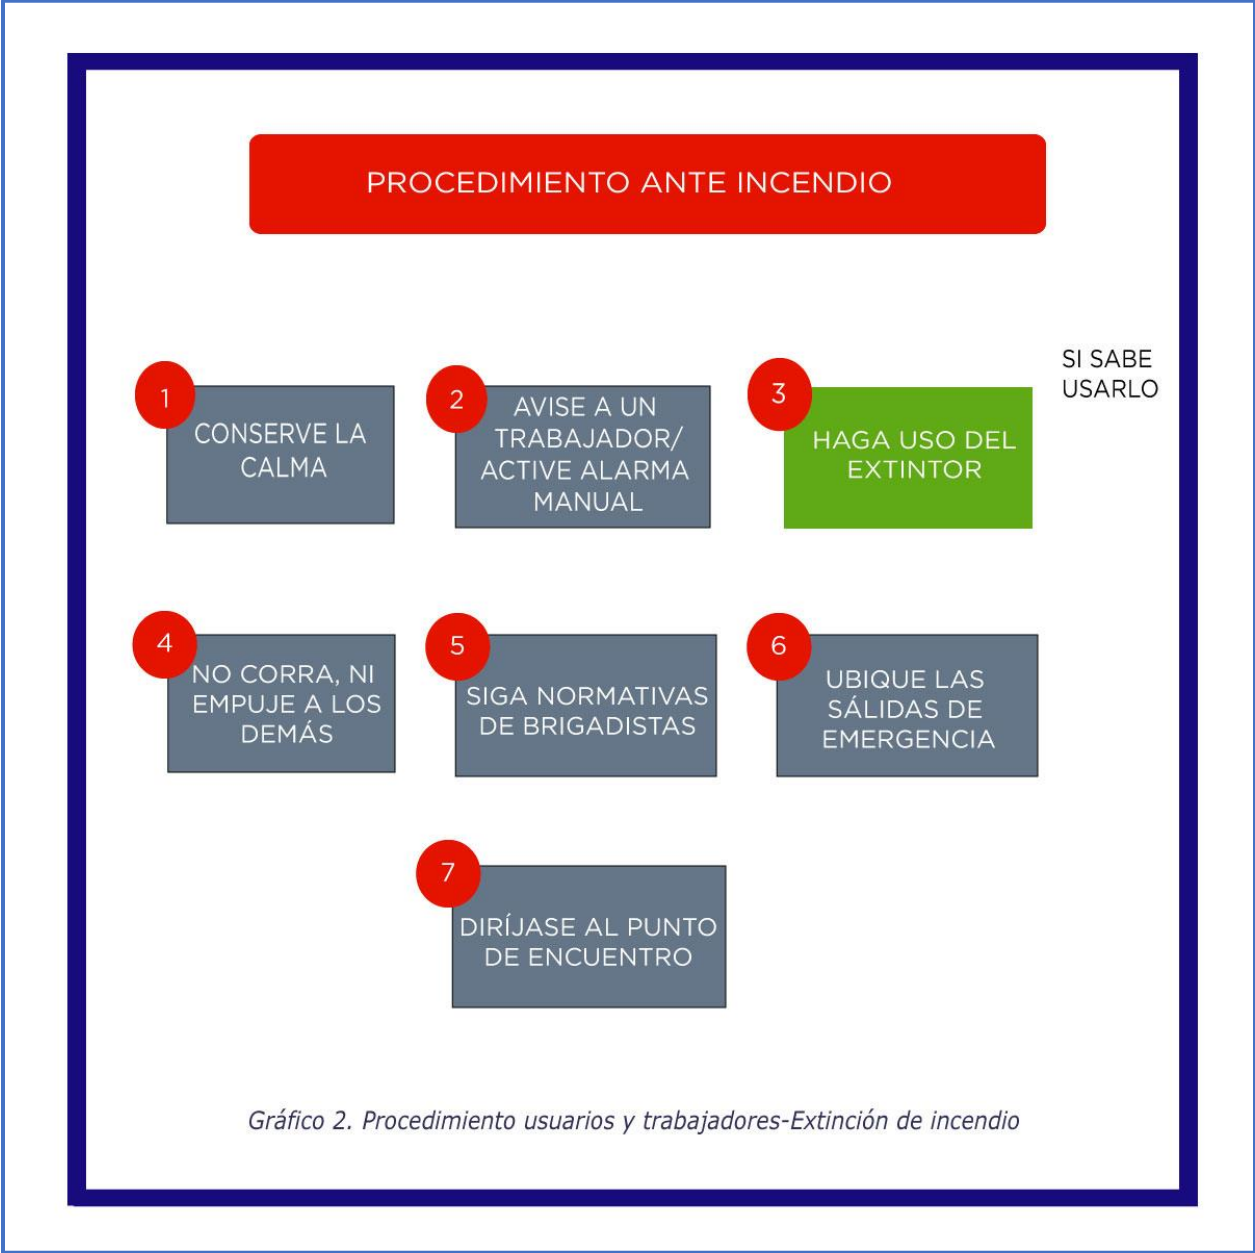 PROCEDIMIENTO ANTE INCENDIO
1
CONSERVE LA
CALMA
2
AVISE A UN
TRABAJADOR/
ACTIVE ALARMA
MANUAL
3
HAGA USO DEL
EXTINTOR
SI SABE
USARLO
4
NO CORRA, NI
EMPUJE A LOS
DEMÁS
5
SIGA NORMATIVAS
DE BRIGADISTAS
6
UBIQUE LAS
SÁLIDAS DE
EMERGENCIA
7
DIRÍJASE AL PUNTO
DE ENCUENTRO
Gráfico 2. Procedimiento usuarios y trabajadores-Extinción de incendio